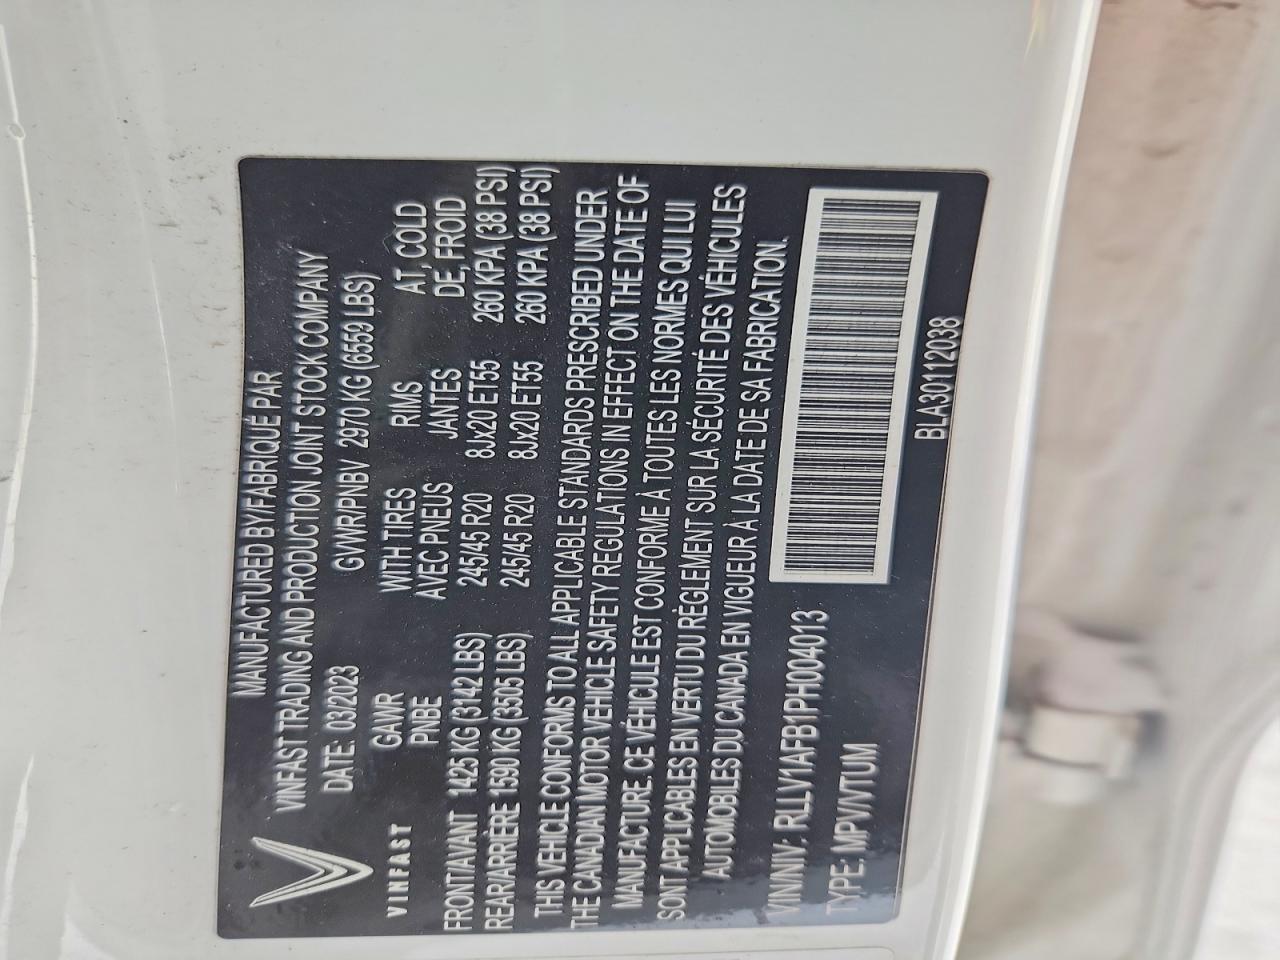 MANUFACTURED BY/FABRIQUÉ PAR
VINFAST TRADING AND PRODUCTION JOINT STOCK COMPANY
DATE: 032023 GVWR/PNBV 2970 KG (6559 LBS)
VINFAST
GAWR WITH TIRES RIMS AT, COLD
PNBE AVEC PNEUS JANTES DE, FROID
FRONT/AVANT 1425 KG (3142 LBS) 245/45 R20 8Jx20 ET55 260 KPA (38 PSI)
REAR/ARRIÈRE 1590 KG (3505 LBS) 245/45 R20 8Jx20 ET55 260 KPA (38 PSI)
THIS VEHICLE CONFORMS TO ALL APPLICABLE STANDARDS PRESCRIBED UNDER
THE CANADIAN MOTOR VEHICLE SAFETY REGULATIONS IN EFFECT ON THE DATE OF
MANUFACTURE. CE VÉHICULE EST CONFORME À TOUTES LES NORMES QUI LUI
SONT APPLICABLES EN VERTU DU RÈGLEMENT SUR LA SÉCURITÉ DES VÉHICULES
AUTOMOBILES DU CANADA EN VIGUEUR À LA DATE DE SA FABRICATION.
VIN/NIV: RLLV1AFB1PH004013
TYPE: MPV/VTUM
BLA30112038